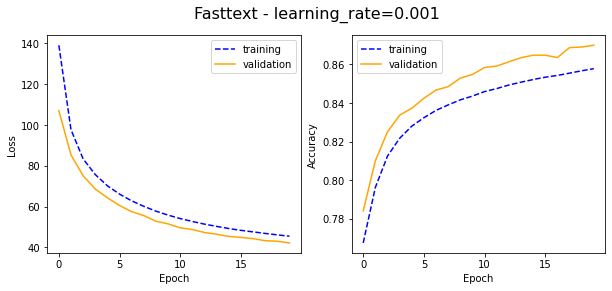 Fasttext - learning_rate=0.001
140
120
100
80
60
40
Loss
0
5
10
15
Epoch
training
validation
0.86
0.84
0.82
0.80
0.78
Accuracy
0
5
10
15
Epoch
training
validation